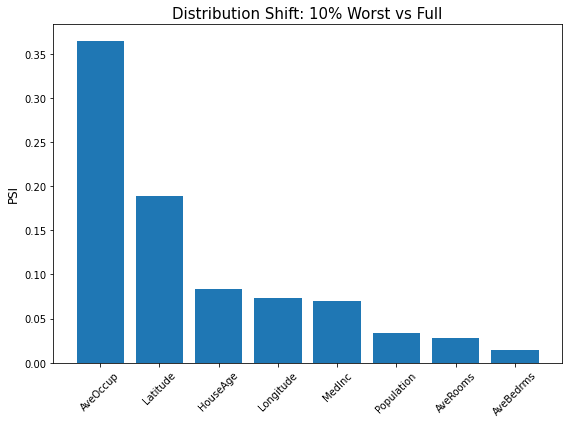 Distribution Shift: 10% Worst vs Full
PSI
0.35
0.30
0.25
0.20
0.15
0.10
0.05
0.00
AveOccup
Latitude
HouseAge
Longitude
MedInc
Population
AveRooms
AveBedrms